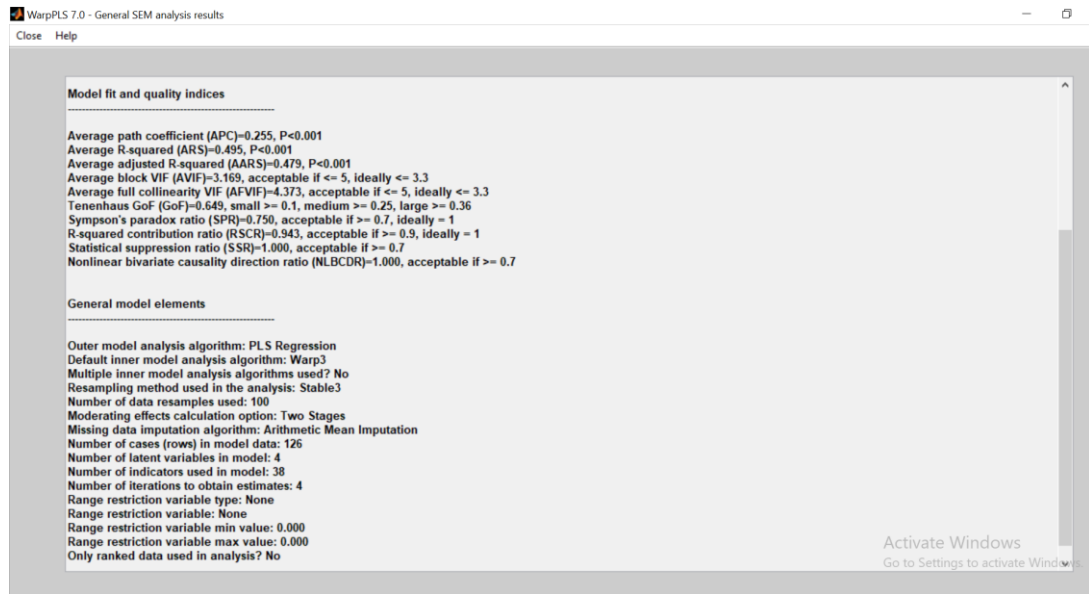 WarpPLS 7.0 - General SEM analysis results
Close Help
Model fit and quality indices
------------------------------------------------------------
Average path coefficient (APC)=0.255, P<0.001
Average R-squared (ARS)=0.495, P<0.001
Average adjusted R-squared (AARS)=0.479, P<0.001
Average block VIF (AVIF)=3.169, acceptable if <= 5, ideally <= 3.3
Average full collinearity VIF (AFVIF)=4.373, acceptable if <= 5, ideally <= 3.3
Tenenhaus GoF (GoF)=0.649, small >= 0.1, medium >= 0.25, large >= 0.36
Sympson's paradox ratio (SPR)=0.750, acceptable if >= 0.7, ideally = 1
R-squared contribution ratio (RSCR)=0.943, acceptable if >= 0.9, ideally = 1
Statistical suppression ratio (SSR)=1.000, acceptable if >= 0.7
Nonlinear bivariate causality direction ratio (NLBCDR)=1.000, acceptable if >= 0.7
General model elements
------------------------------------------------------------
Outer model analysis algorithm: PLS Regression
Default inner model analysis algorithm: Warp3
Multiple inner model analysis algorithms used? No
Resampling method used in the analysis: Stable3
Number of data resamples used: 100
Moderating effects calculation option: Two Stages
Missing data imputation algorithm: Arithmetic Mean Imputation
Number of cases (rows) in model data: 126
Number of latent variables in model: 4
Number of indicators used in model: 38
Number of iterations to obtain estimates: 4
Range restriction variable type: None
Range restriction variable: None
Range restriction variable min value: 0.000
Range restriction variable max value: 0.000
Only ranked data used in analysis? No
Activate Windows
Go to Settings to activate Windows.